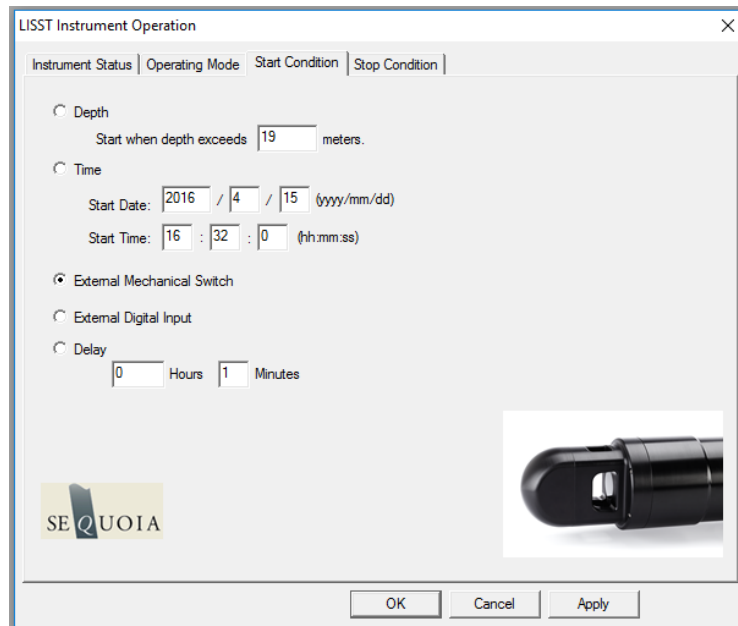 LISST Instrument Operation
Instrument Status Operating Mode Start Condition Stop Condition
Depth
Start when depth exceeds 19 meters.
Time
Start Date: 2016 / 4 / 15 (yyyy/mm/dd)
Start Time: 16 : 32 : 0 (hh:mm:ss)
External Mechanical Switch
External Digital Input
Delay
0 Hours 1 Minutes
SEQUOIA
OK Cancel Apply